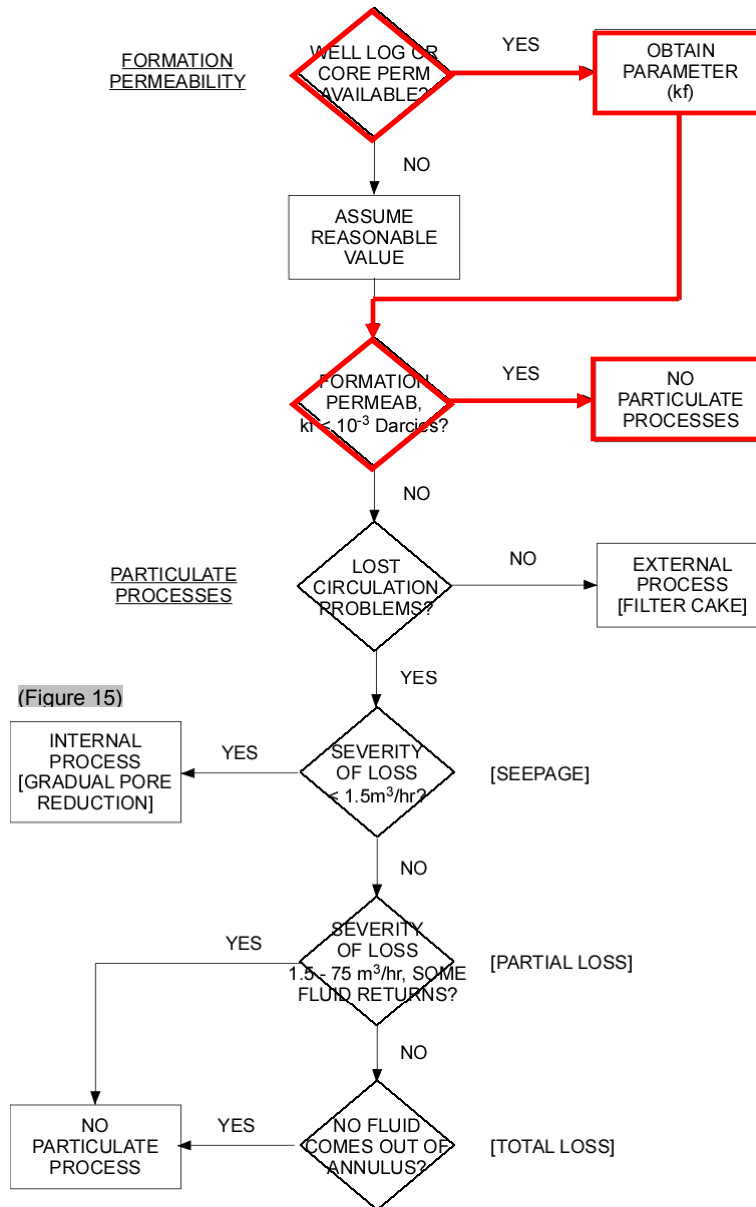 FORMATION
PERMEABILITY
WELL LOG OR
CORE PERM
AVAILABLE?
YES
OBTAIN
PARAMETER
(kf)
NO
ASSUME
REASONABLE
VALUE
FORMATION
PERMEAB,
kf < 10⁻³ Darcies?
YES
NO
PARTICULATE
PROCESSES
NO
PARTICULATE
PROCESSES
LOST
CIRCULATION
PROBLEMS?
NO
EXTERNAL
PROCESS
[FILTER CAKE]
YES
(Figure 15)
INTERNAL
PROCESS
[GRADUAL PORE
REDUCTION]
YES
SEVERITY
OF LOSS
< 1.5m³/hr?
[SEEPAGE]
NO
YES
SEVERITY
OF LOSS
1.5 - 75 m³/hr, SOME
FLUID RETURNS?
[PARTIAL LOSS]
NO
NO
PARTICULATE
PROCESS
YES
NO FLUID
COMES OUT OF
ANNULUS?
[TOTAL LOSS]